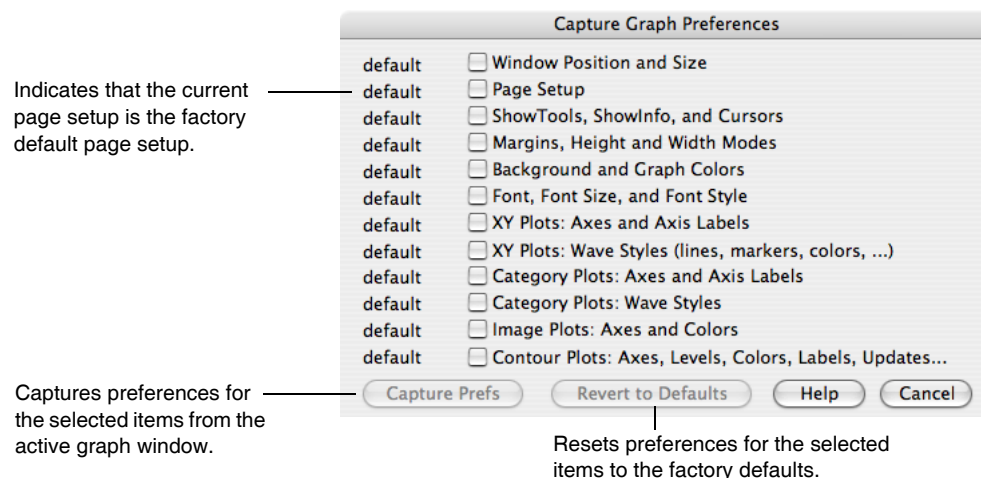 Capture Graph Preferences
default Window Position and Size
default Page Setup
default ShowTools, ShowInfo, and Cursors
default Margins, Height and Width Modes
default Background and Graph Colors
default Font, Font Size, and Font Style
default XY Plots: Axes and Axis Labels
default XY Plots: Wave Styles (lines, markers, colors, ...)
default Category Plots: Axes and Axis Labels
default Category Plots: Wave Styles
default Image Plots: Axes and Colors
default Contour Plots: Axes, Levels, Colors, Labels, Updates...
Capture Prefs Revert to Defaults Help Cancel
Indicates that the current
page setup is the factory
default page setup.
Captures preferences for
the selected items from the
active graph window.
Resets preferences for the selected
items to the factory defaults.